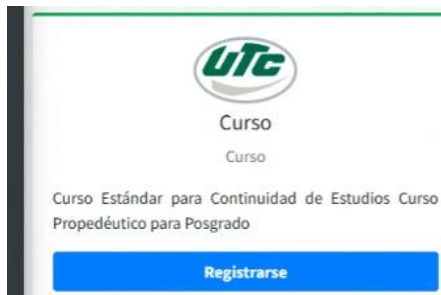 UTC
Curso
Curso
Curso Estándar para Continuidad de Estudios Curso
Propedéutico para Posgrado
Registrarse